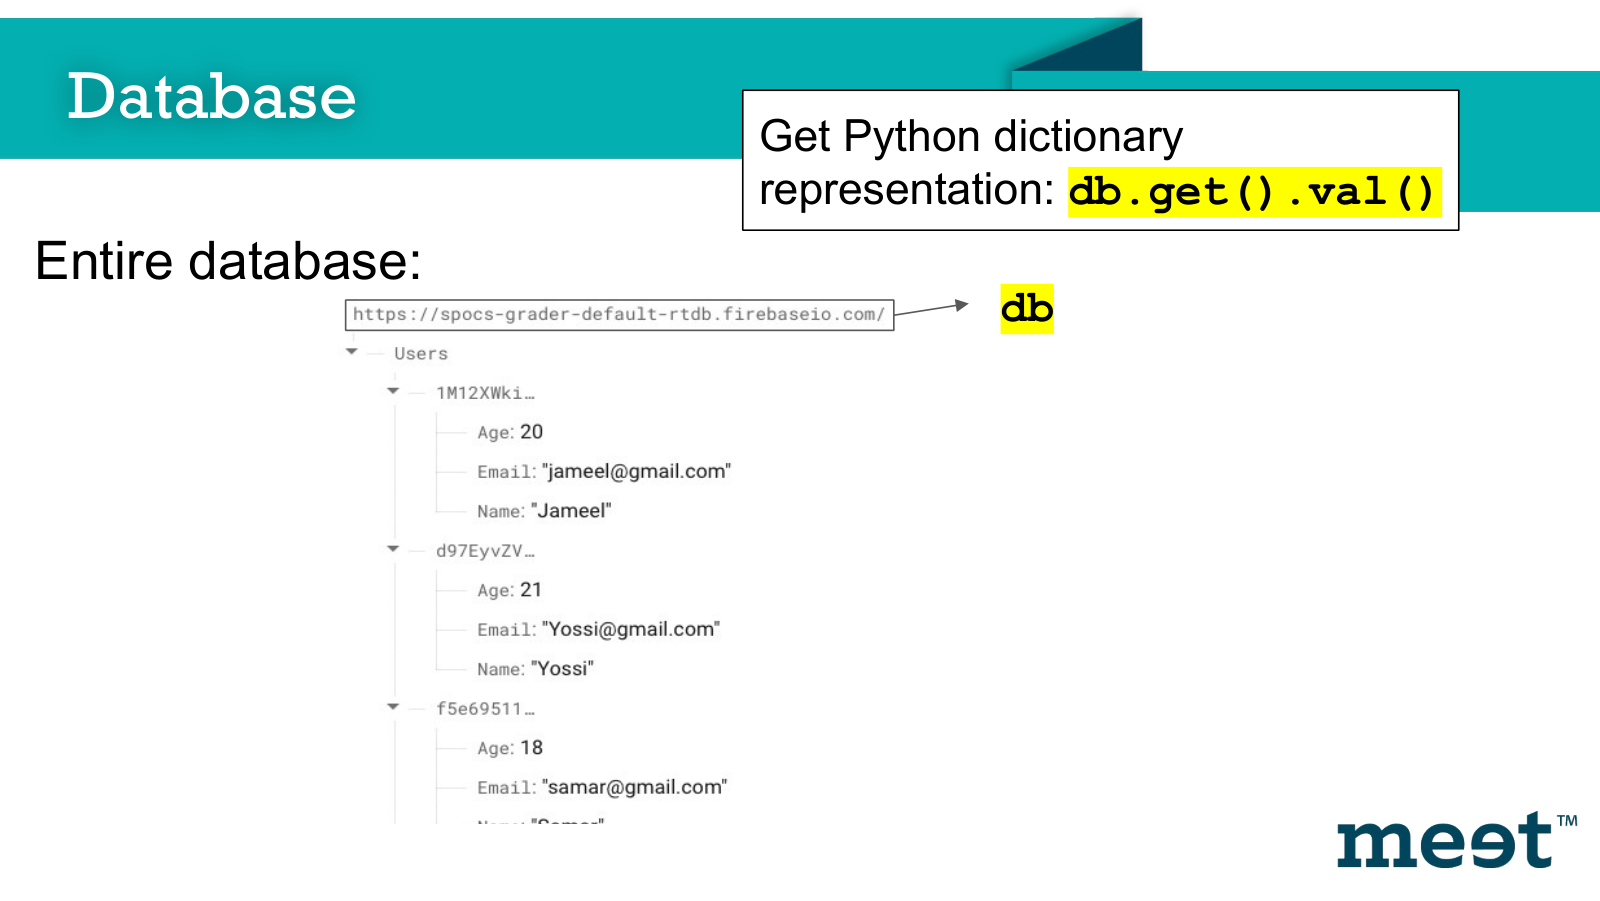 Database
Get Python dictionary
representation: db.get().val()
Entire database:
https://spocs-grader-default-rtdb.firebaseio.com/
db
Users
1M12XWki…
Age: 20
Email: "jameel@gmail.com"
Name: "Jameel"
d97EyvZV…
Age: 21
Email: "Yossi@gmail.com"
Name: "Yossi"
f5e69511…
Age: 18
Email: "samar@gmail.com"
Name: "Samar"
meet™